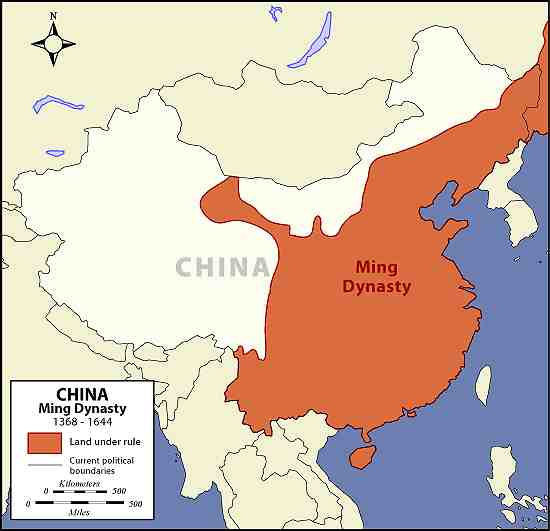 N
CHINA
Ming
Dynasty
CHINA
Ming Dynasty
1368 - 1644
Land under rule
Current political
boundaries
Kilometers
0 500
0 500
Miles